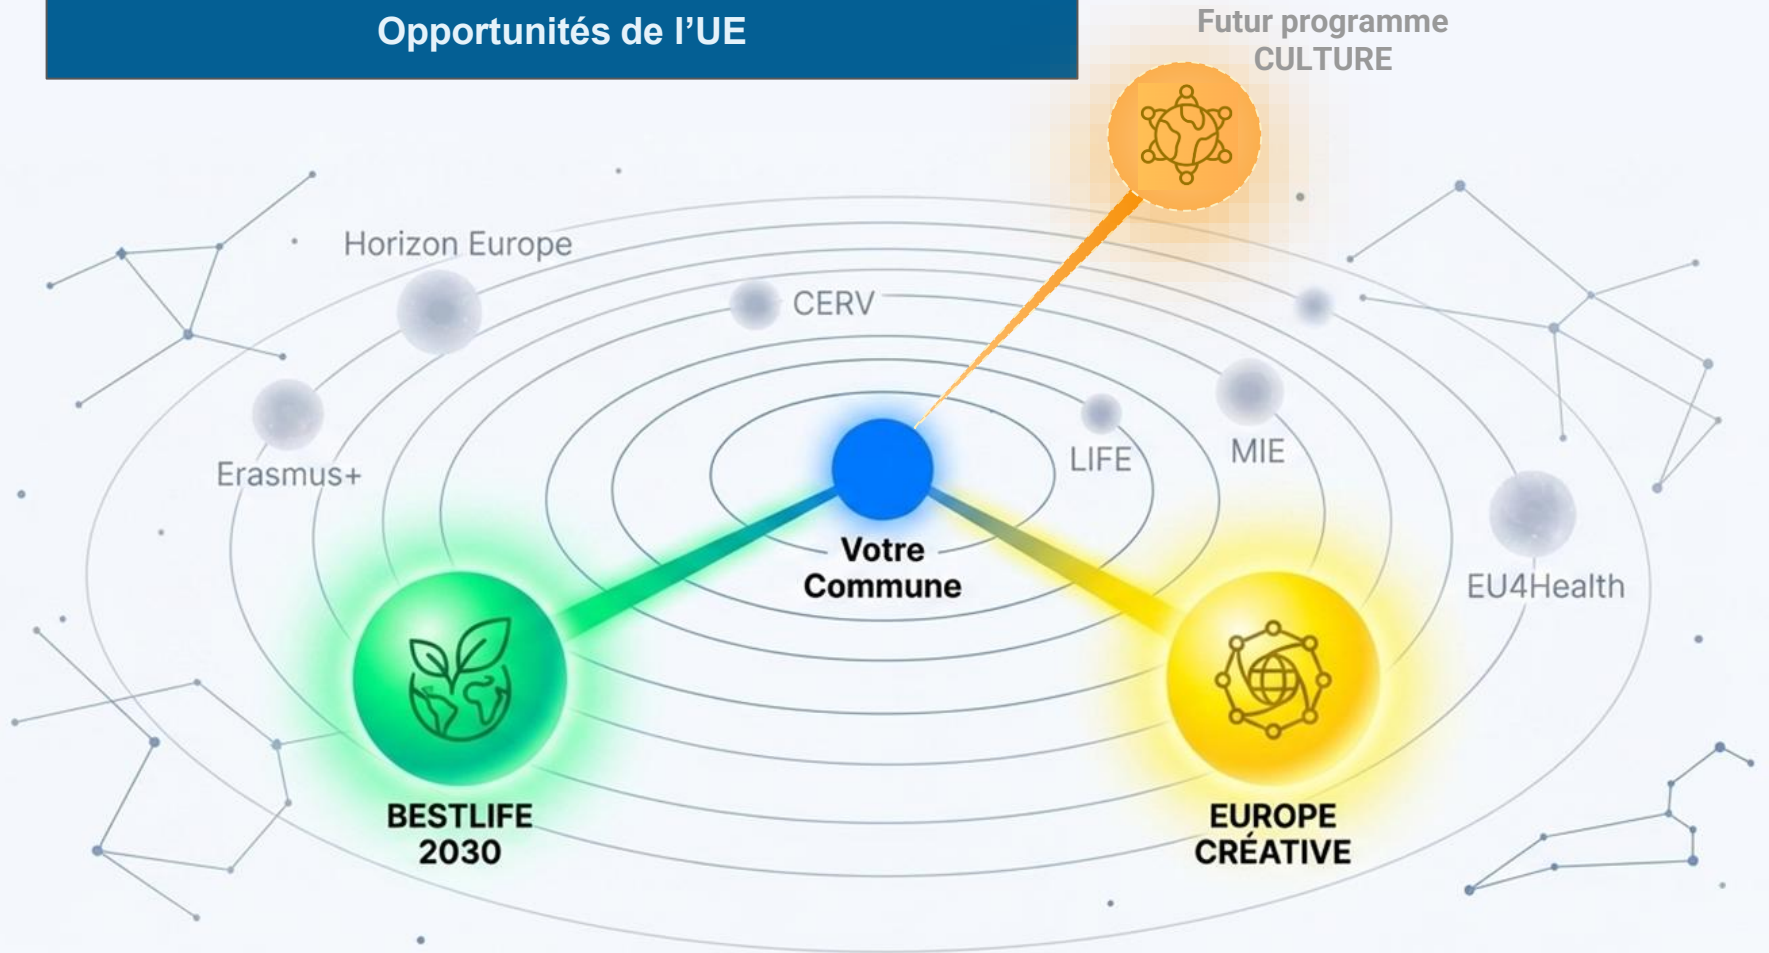 Opportunités de l’UE
Futur programme
CULTURE
Horizon Europe
CERV
Erasmus+
LIFE
MIE
EU4Health
Votre
Commune
BESTLIFE
2030
EUROPE
CRÉATIVE